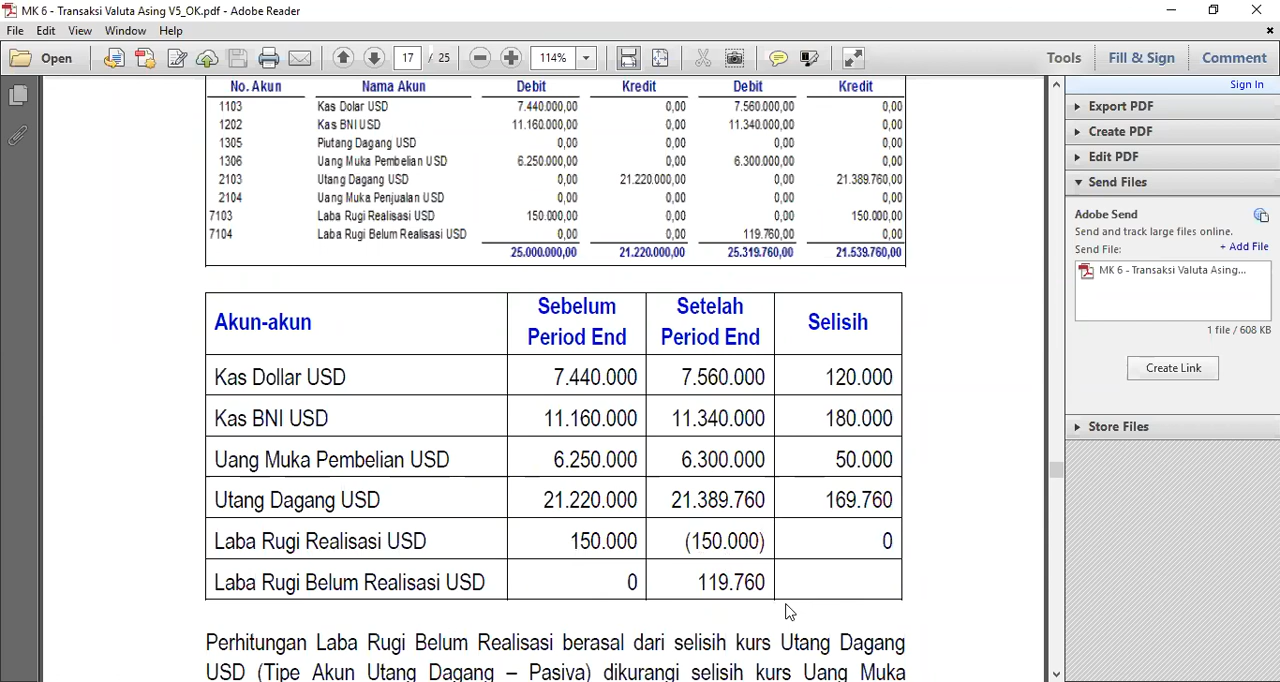 MK 6 - Transaksi Valuta Asing V5_OK.pdf - Adobe Reader
File Edit View Window Help
Open 17 / 25 114% Tools Fill & Sign Comment
No. Akun Nama Akun Debit Kredit Debit Kredit
1103 Kas Dolar USD 7.440.000,00 0,00 7.560.000,00 0,00
1202 Kas BNI USD 11.160.000,00 0,00 11.340.000,00 0,00
1305 Piutang Dagang USD 0,00 0,00 0,00 0,00
1306 Uang Muka Pembelian USD 6.250.000,00 0,00 6.300.000,00 0,00
2103 Utang Dagang USD 0,00 21.220.000,00 0,00 21.389.760,00
2104 Uang Muka Penjualan USD 0,00 0,00 0,00 0,00
7103 Laba Rugi Realisasi USD 150.000,00 0,00 0,00 150.000,00
7104 Laba Rugi Belum Realisasi USD 0,00 0,00 119.760,00 0,00
25.000.000,00 21.220.000,00 25.319.760,00 21.539.760,00
Akun-akun Sebelum Period End Setelah Period End Selisih
Kas Dollar USD 7.440.000 7.560.000 120.000
Kas BNI USD 11.160.000 11.340.000 180.000
Uang Muka Pembelian USD 6.250.000 6.300.000 50.000
Utang Dagang USD 21.220.000 21.389.760 169.760
Laba Rugi Realisasi USD 150.000 (150.000) 0
Laba Rugi Belum Realisasi USD 0 119.760
Perhitungan Laba Rugi Belum Realisasi berasal dari selisih kurs Utang Dagang
USD (Tipe Akun Utang Dagang – Pasiva) dikurangi selisih kurs Uang Muka
Sign In
Export PDF
Create PDF
Edit PDF
Send Files
Adobe Send
Send and track large files online.
Send File: + Add File
MK 6 - Transaksi Valuta Asing...
1 file / 608 KB
Create Link
Store Files